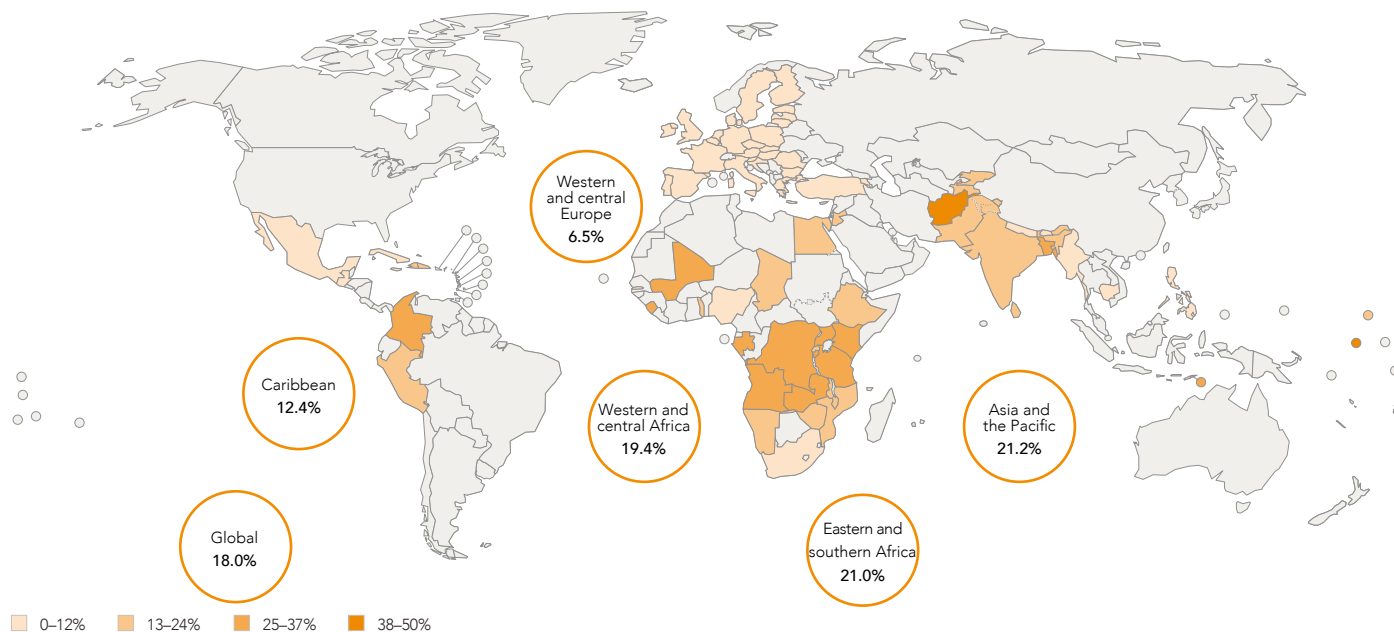 Western
and central
Europe
6.5%
Caribbean
12.4%
Western and
central Africa
19.4%
Asia and
the Pacific
21.2%
Global
18.0%
Eastern and
southern Africa
21.0%
0–12%
13–24%
25–37%
38–50%